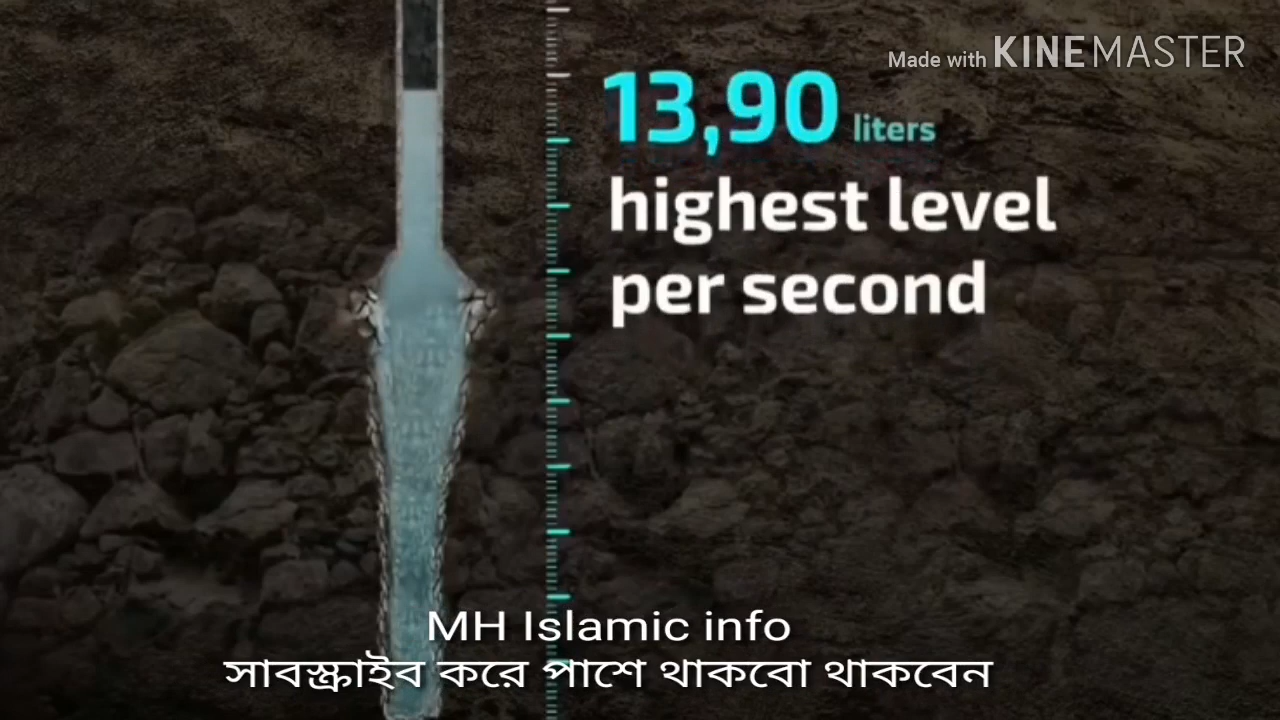 Made with KINEMASTER
13,90 liters
highest level
per second
MH Islamic info
সাবস্ক্রাইব করে পাশে থাকবো থাকবেন